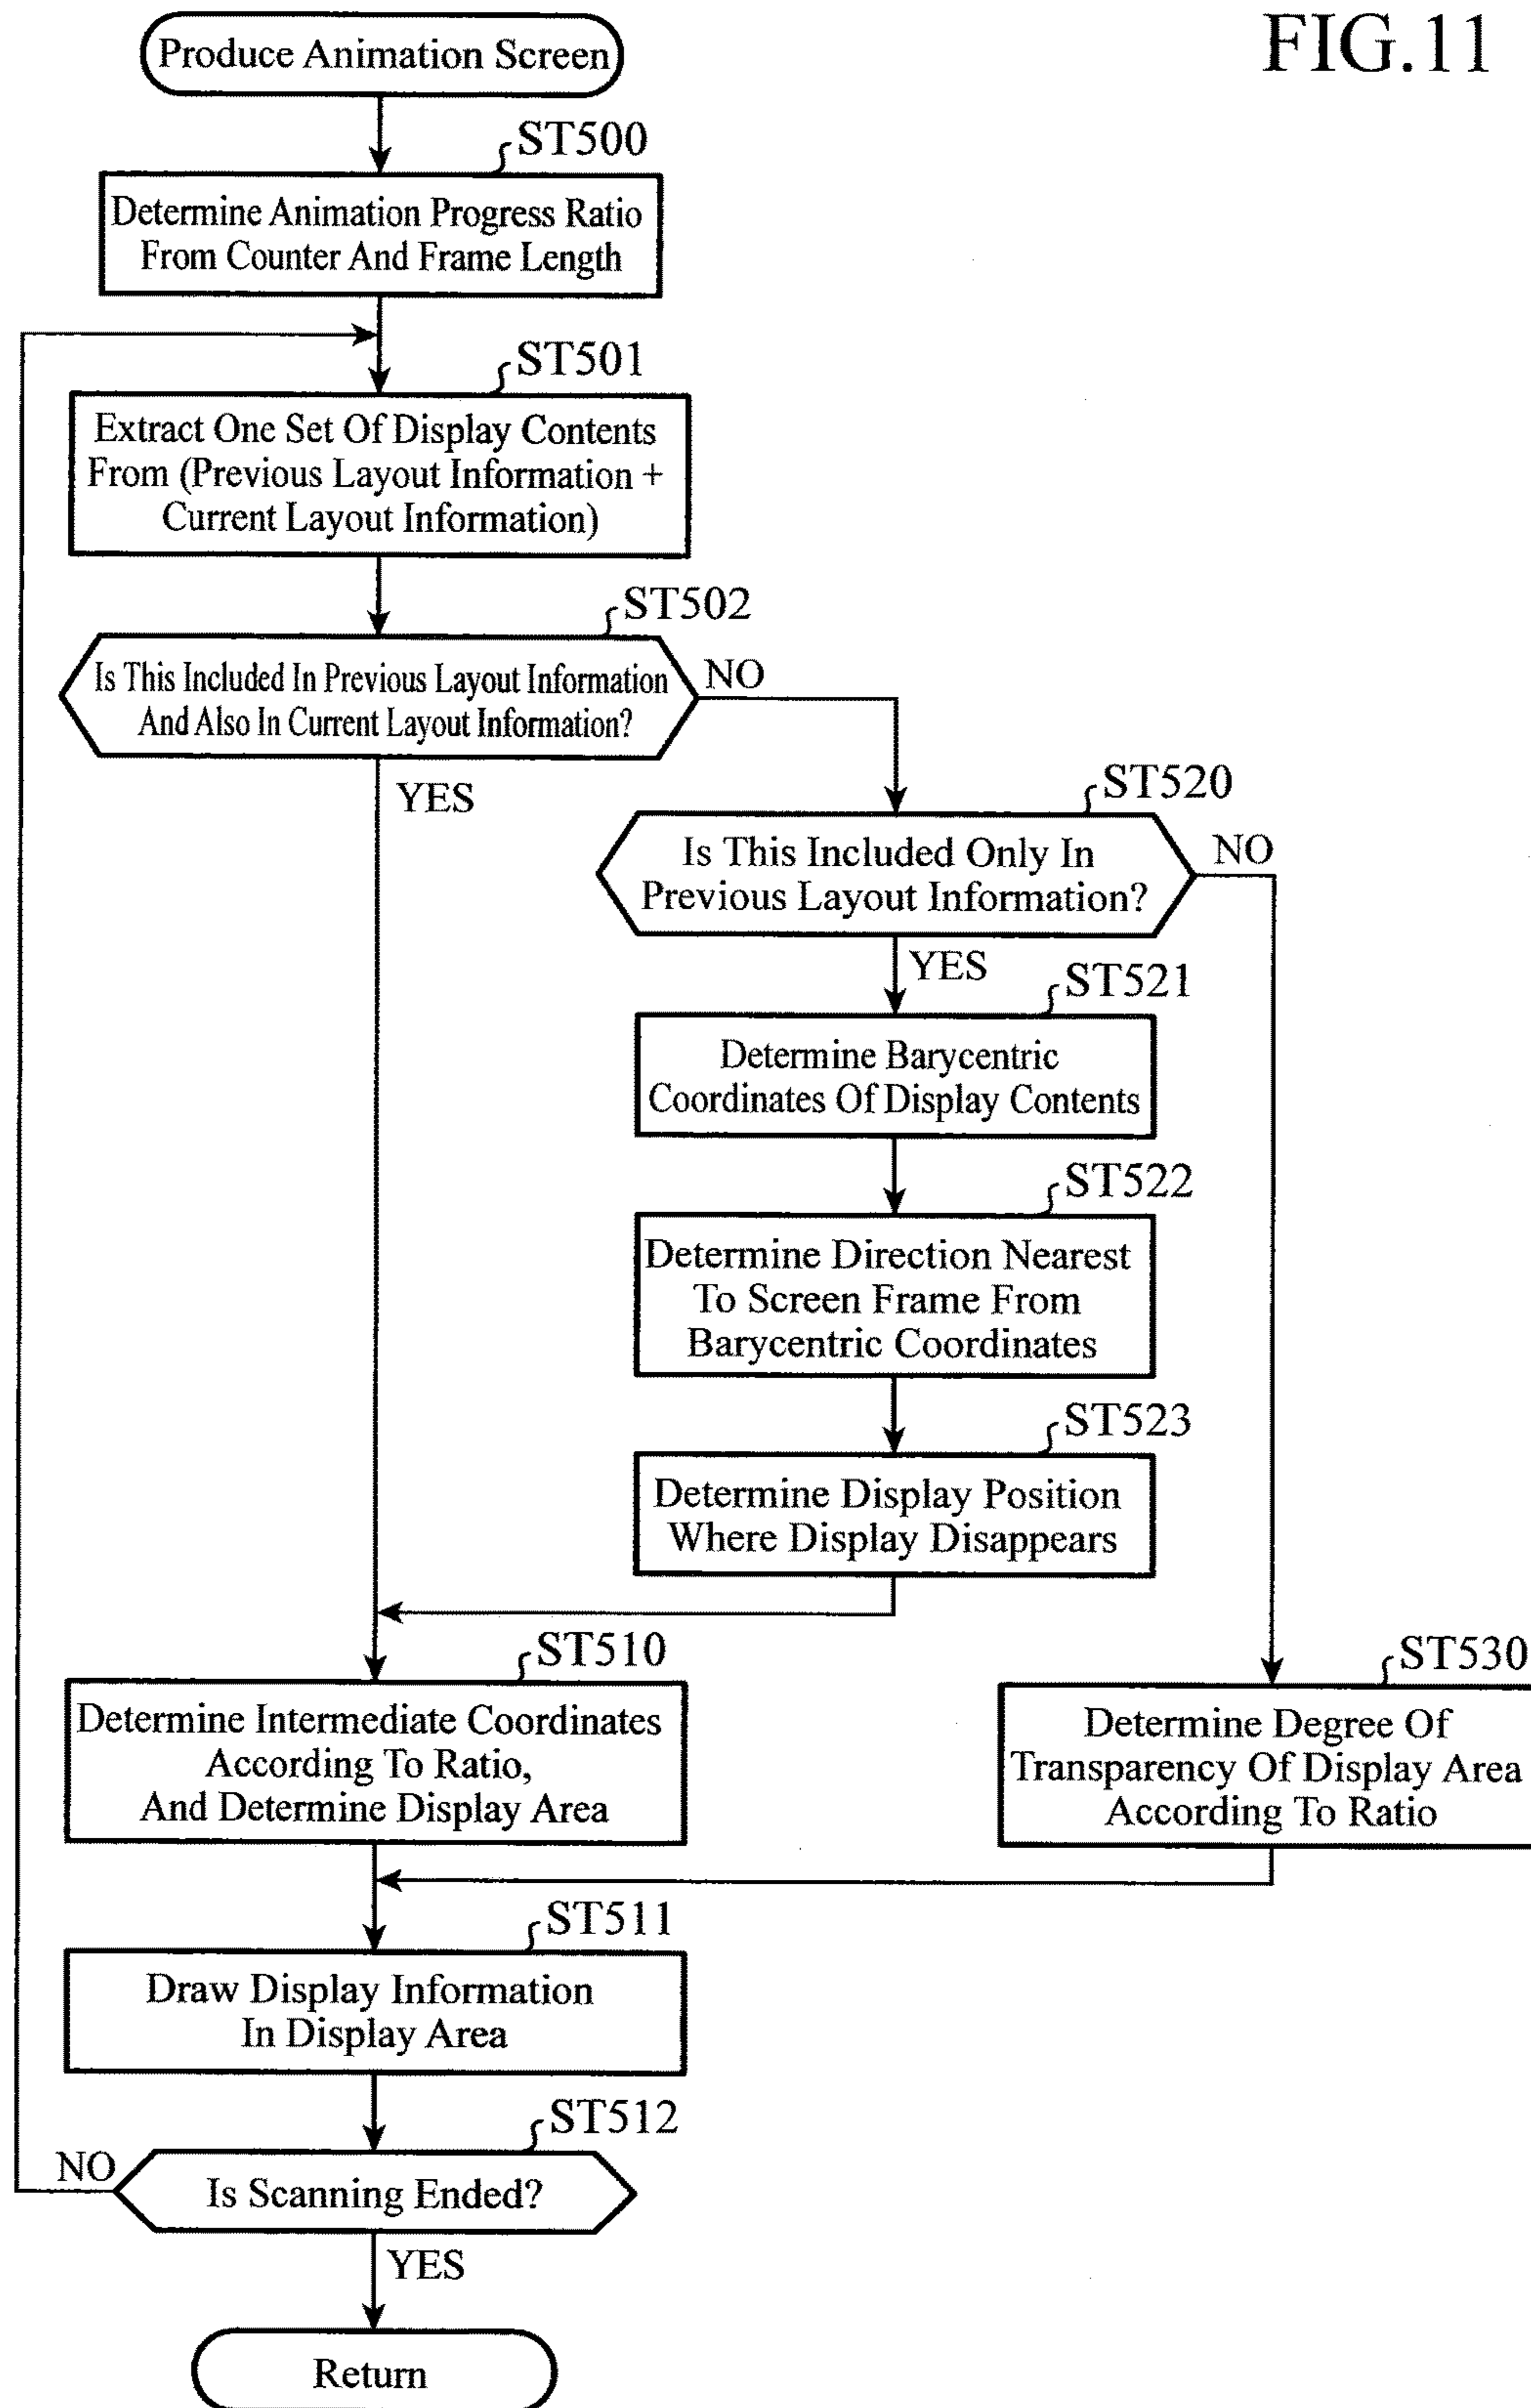 FIG.11
Produce Animation Screen
ST500
Determine Animation Progress Ratio
From Counter And Frame Length
ST501
Extract One Set Of Display Contents
From (Previous Layout Information +
Current Layout Information)
ST502
Is This Included In Previous Layout Information
And Also In Current Layout Information?
NO
YES
ST520
Is This Included Only In
Previous Layout Information?
NO
YES
ST521
Determine Barycentric
Coordinates Of Display Contents
ST522
Determine Direction Nearest
To Screen Frame From
Barycentric Coordinates
ST523
Determine Display Position
Where Display Disappears
ST510
Determine Intermediate Coordinates
According To Ratio,
And Determine Display Area
ST530
Determine Degree Of
Transparency Of Display Area
According To Ratio
ST511
Draw Display Information
In Display Area
ST512
NO
Is Scanning Ended?
YES
Return